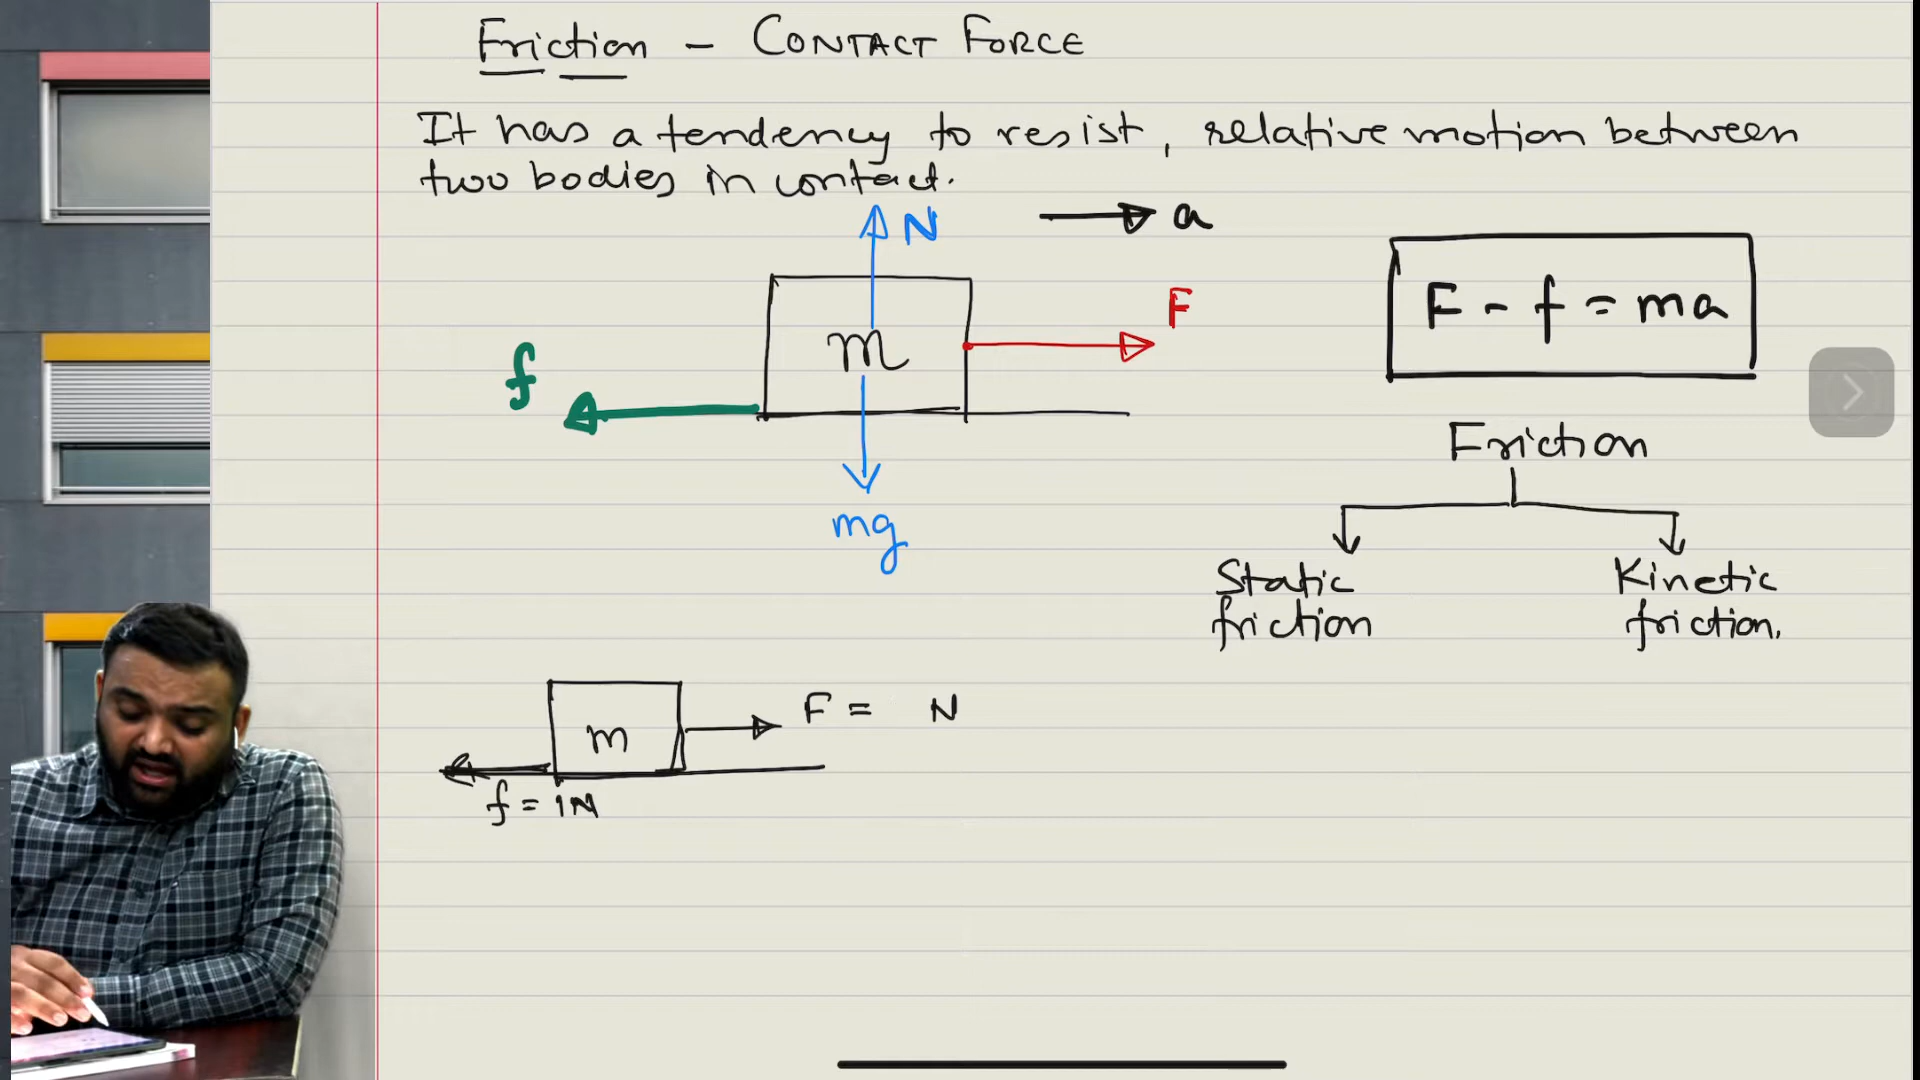 Friction - CONTACT FORCE
It has a tendency to resist, relative motion between
two bodies in contact.
N
a
F
m
f
mg
F - f = ma
Friction
Static
friction
Kinetic
friction.
m
F = N
f = 1N